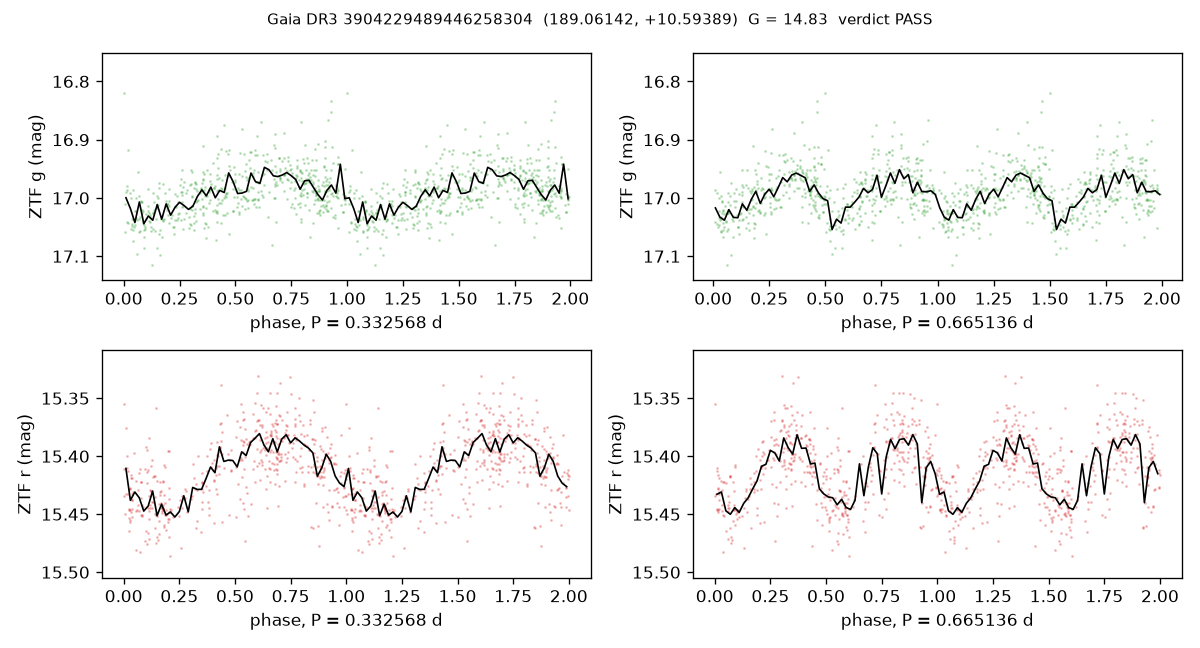 Gaia DR3 3904229489446258304 (189.06142, +10.59389) G = 14.83 verdict PASS
ZTF g (mag)
16.8
16.9
17.0
17.1
0.00 0.25 0.50 0.75 1.00 1.25 1.50 1.75 2.00
phase, P = 0.332568 d
ZTF g (mag)
16.8
16.9
17.0
17.1
0.00 0.25 0.50 0.75 1.00 1.25 1.50 1.75 2.00
phase, P = 0.665136 d
ZTF r (mag)
15.35
15.40
15.45
15.50
0.00 0.25 0.50 0.75 1.00 1.25 1.50 1.75 2.00
phase, P = 0.332568 d
ZTF r (mag)
15.35
15.40
15.45
15.50
0.00 0.25 0.50 0.75 1.00 1.25 1.50 1.75 2.00
phase, P = 0.665136 d